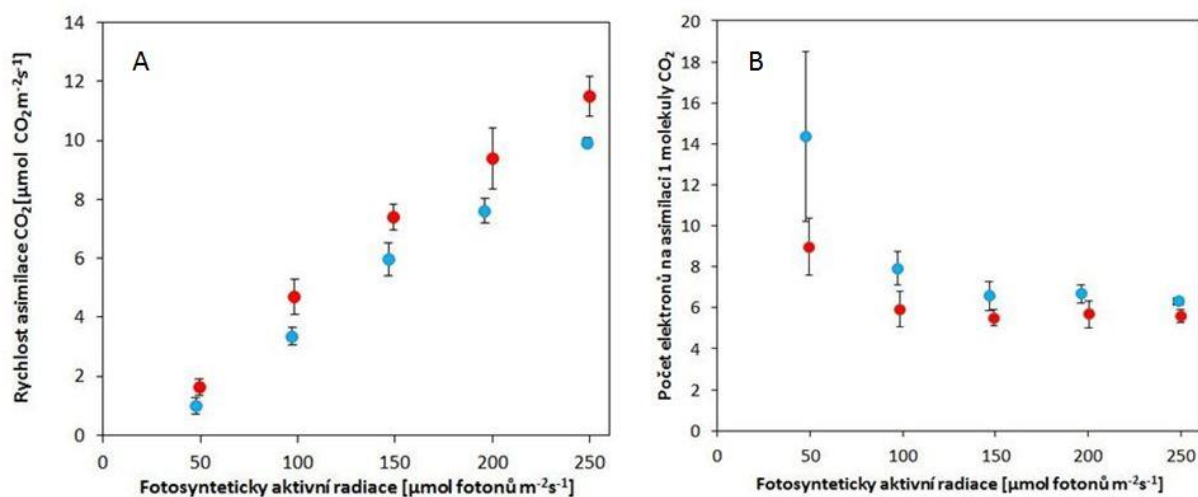 A
Rychlost asimilace CO₂[µmol CO₂m⁻²s⁻¹]
14
12
10
8
6
4
2
0
0 50 100 150 200 250
Fotosynteticky aktivní radiace [µmol fotonů m⁻²s⁻¹]
B
Počet elektronů na asimilaci 1 molekuly CO₂
20
18
16
14
12
10
8
6
4
2
0
0 50 100 150 200 250
Fotosynteticky aktivní radiace [µmol fotonů m⁻²s⁻¹]